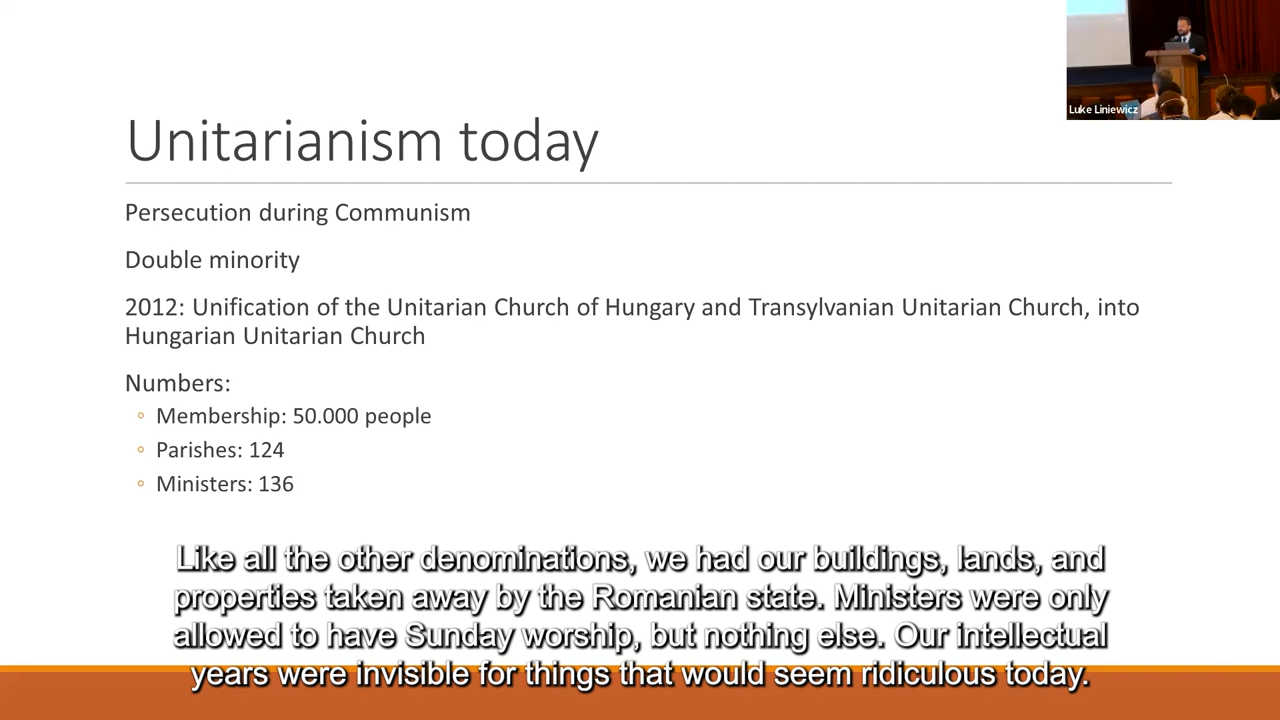 Luke Liniewicz
Unitarianism today
Persecution during Communism
Double minority
2012: Unification of the Unitarian Church of Hungary and Transylvanian Unitarian Church, into
Hungarian Unitarian Church
Numbers:
◦ Membership: 50.000 people
◦ Parishes: 124
◦ Ministers: 136
Like all the other denominations, we had our buildings, lands, and
properties taken away by the Romanian state. Ministers were only
allowed to have Sunday worship, but nothing else. Our intellectual
years were invisible for things that would seem ridiculous today.